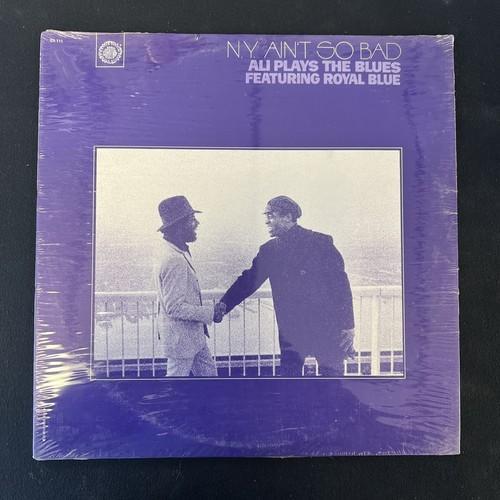 N.Y. AIN'T SO BAD
ALI PLAYS THE BLUES
FEATURING ROYAL BLUE